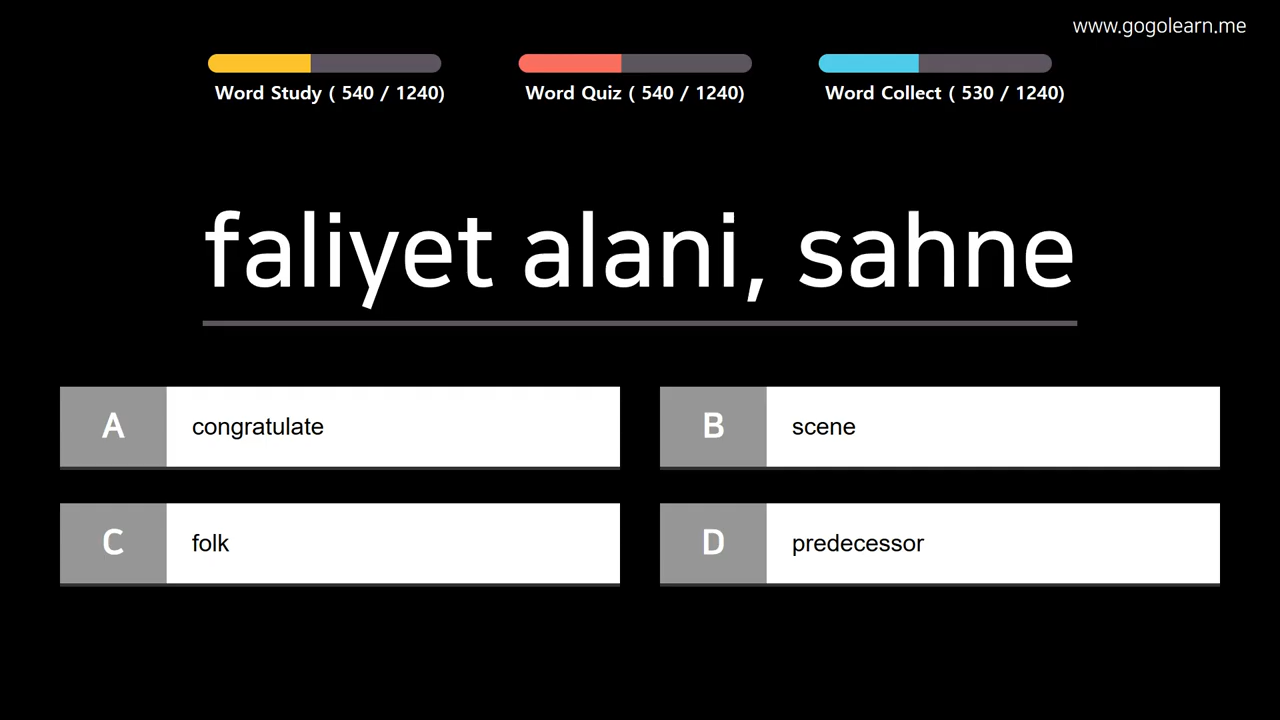 www.gogolearn.me
Word Study ( 540 / 1240)
Word Quiz ( 540 / 1240)
Word Collect ( 530 / 1240)
faliyet alani, sahne
A congratulate
B scene
C folk
D predecessor